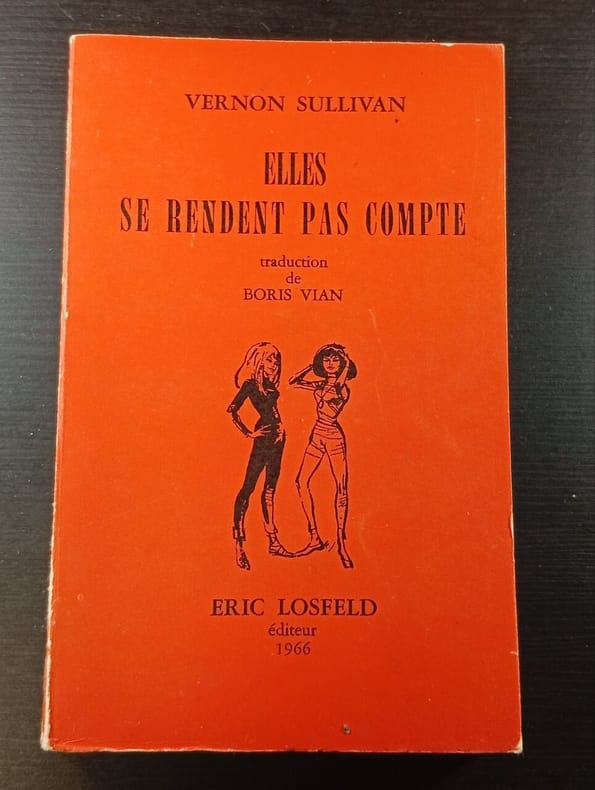 VERNON SULLIVAN
ELLES
SE RENDENT PAS COMPTE
traduction
de
BORIS VIAN
ERIC LOSFELD
éditeur
1966